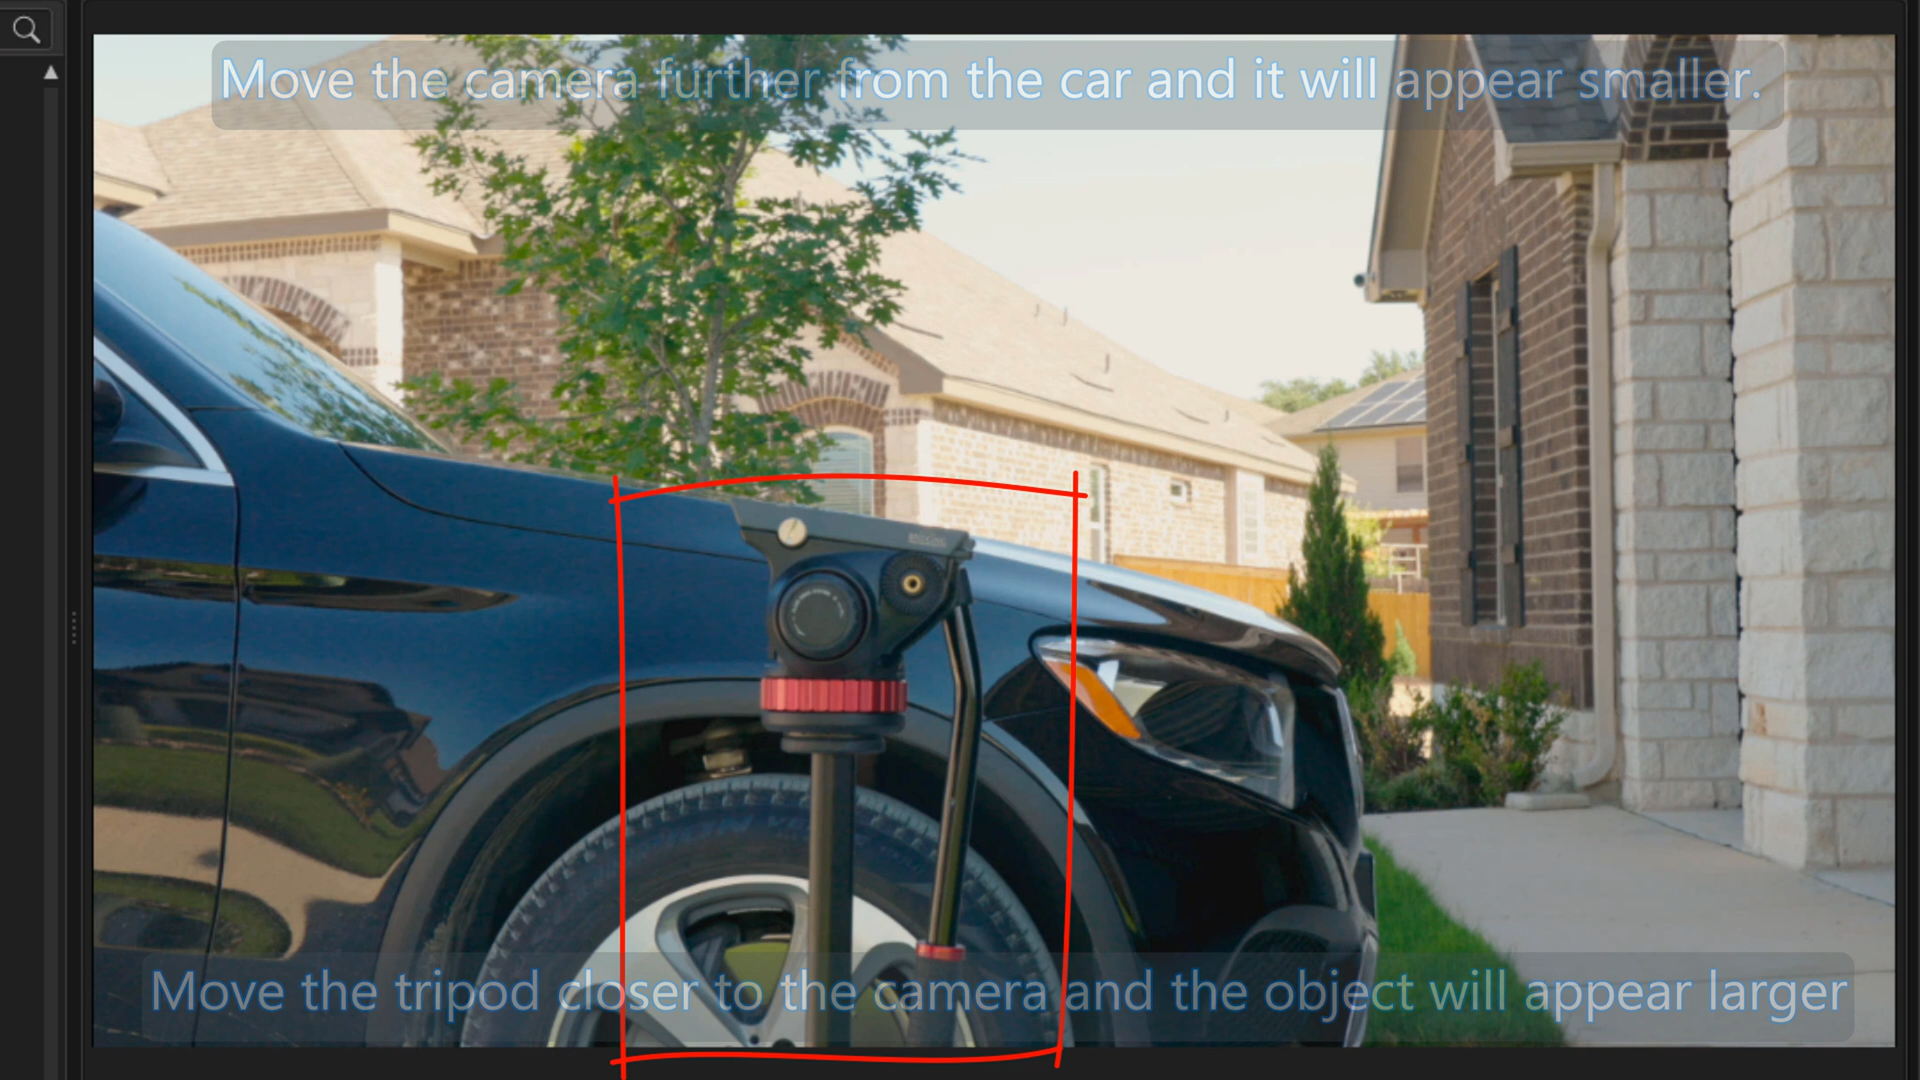 Move the camera further from the car and it will appear smaller.
Move the tripod closer to the camera and the object will appear larger